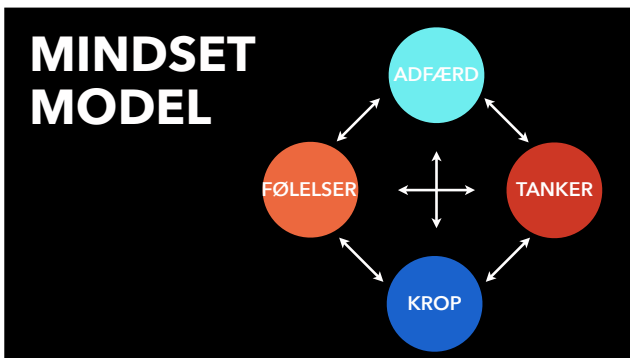 MINDSET
MODEL
ADFÆRD
FØLELSER
TANKER
KROP